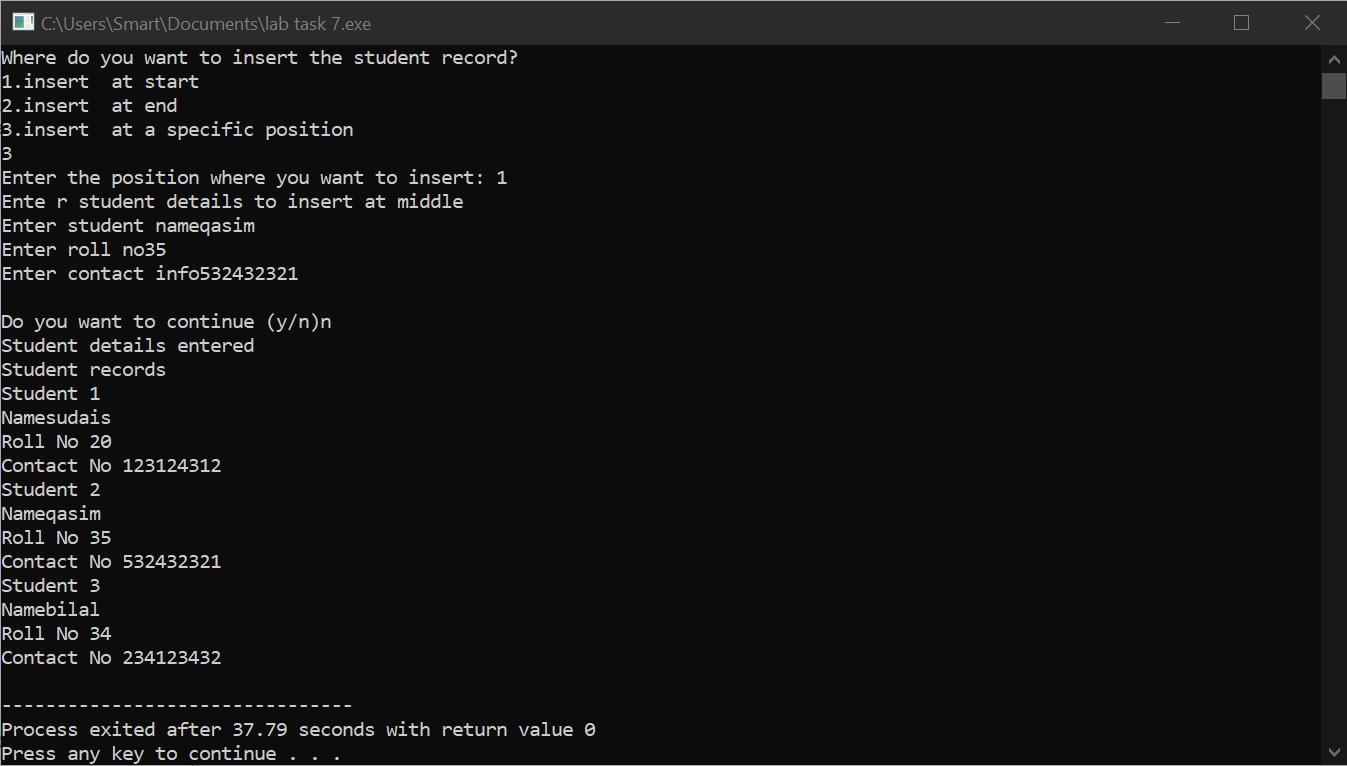 C:\Users\Smart\Documents\lab task 7.exe
Where do you want to insert the student record?
1.insert  at start
2.insert  at end
3.insert  at a specific position
3
Enter the position where you want to insert: 1
Ente r student details to insert at middle
Enter student nameqasim
Enter roll no35
Enter contact info532432321

Do you want to continue (y/n)n
Student details entered
Student records
Student 1
Namesudais
Roll No 20
Contact No 123124312
Student 2
Nameqasim
Roll No 35
Contact No 532432321
Student 3
Namebilal
Roll No 34
Contact No 234123432

--------------------------------
Process exited after 37.79 seconds with return value 0
Press any key to continue . . .